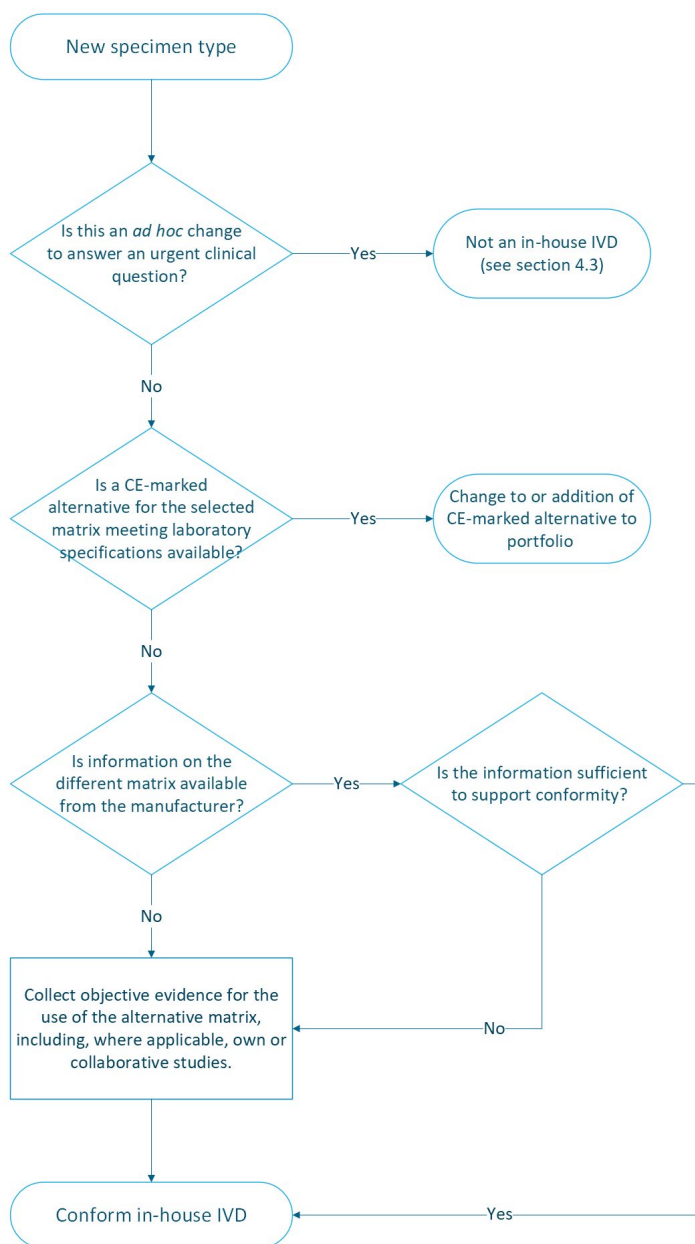 New specimen type
Is this an ad hoc change
to answer an urgent clinical
question?
Yes
Not an in-house IVD
(see section 4.3)
No
Is a CE-marked
alternative for the selected
matrix meeting laboratory
specifications available?
Yes
Change to or addition of
CE-marked alternative to
portfolio
No
Is information on the
different matrix available
from the manufacturer?
Yes
Is the information sufficient
to support conformity?
No
Collect objective evidence for the
use of the alternative matrix,
including, where applicable, own or
collaborative studies.
No
Conform in-house IVD
Yes